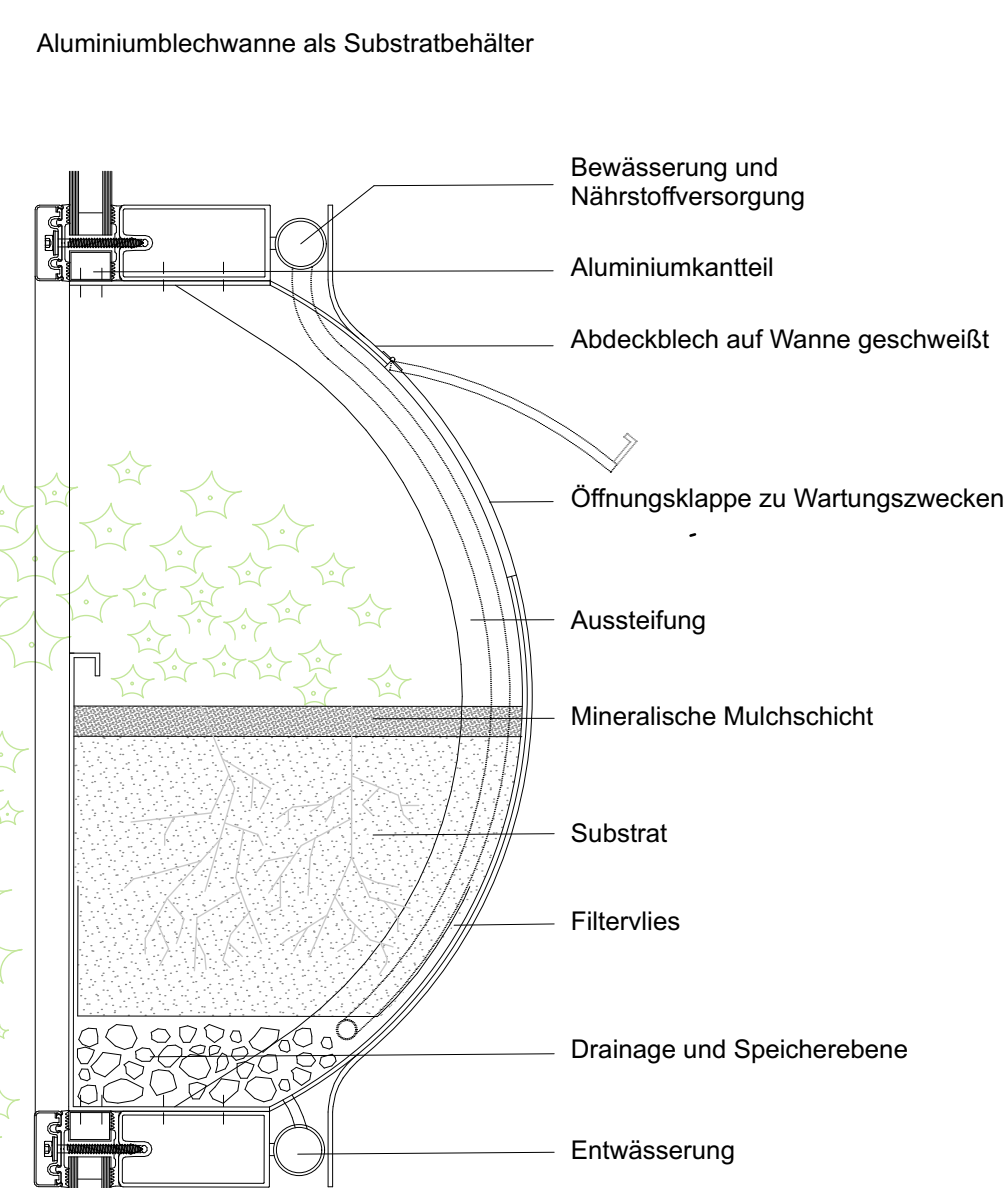 Aluminiumblechwanne als Substratbehälter
Bewässerung und
Nährstoffversorgung
Aluminiumkantteil
Abdeckblech auf Wanne geschweißt
Öffnungsklappe zu Wartungszwecken
Aussteifung
Mineralische Mulchschicht
Substrat
Filtervlies
Drainage und Speicherebene
Entwässerung